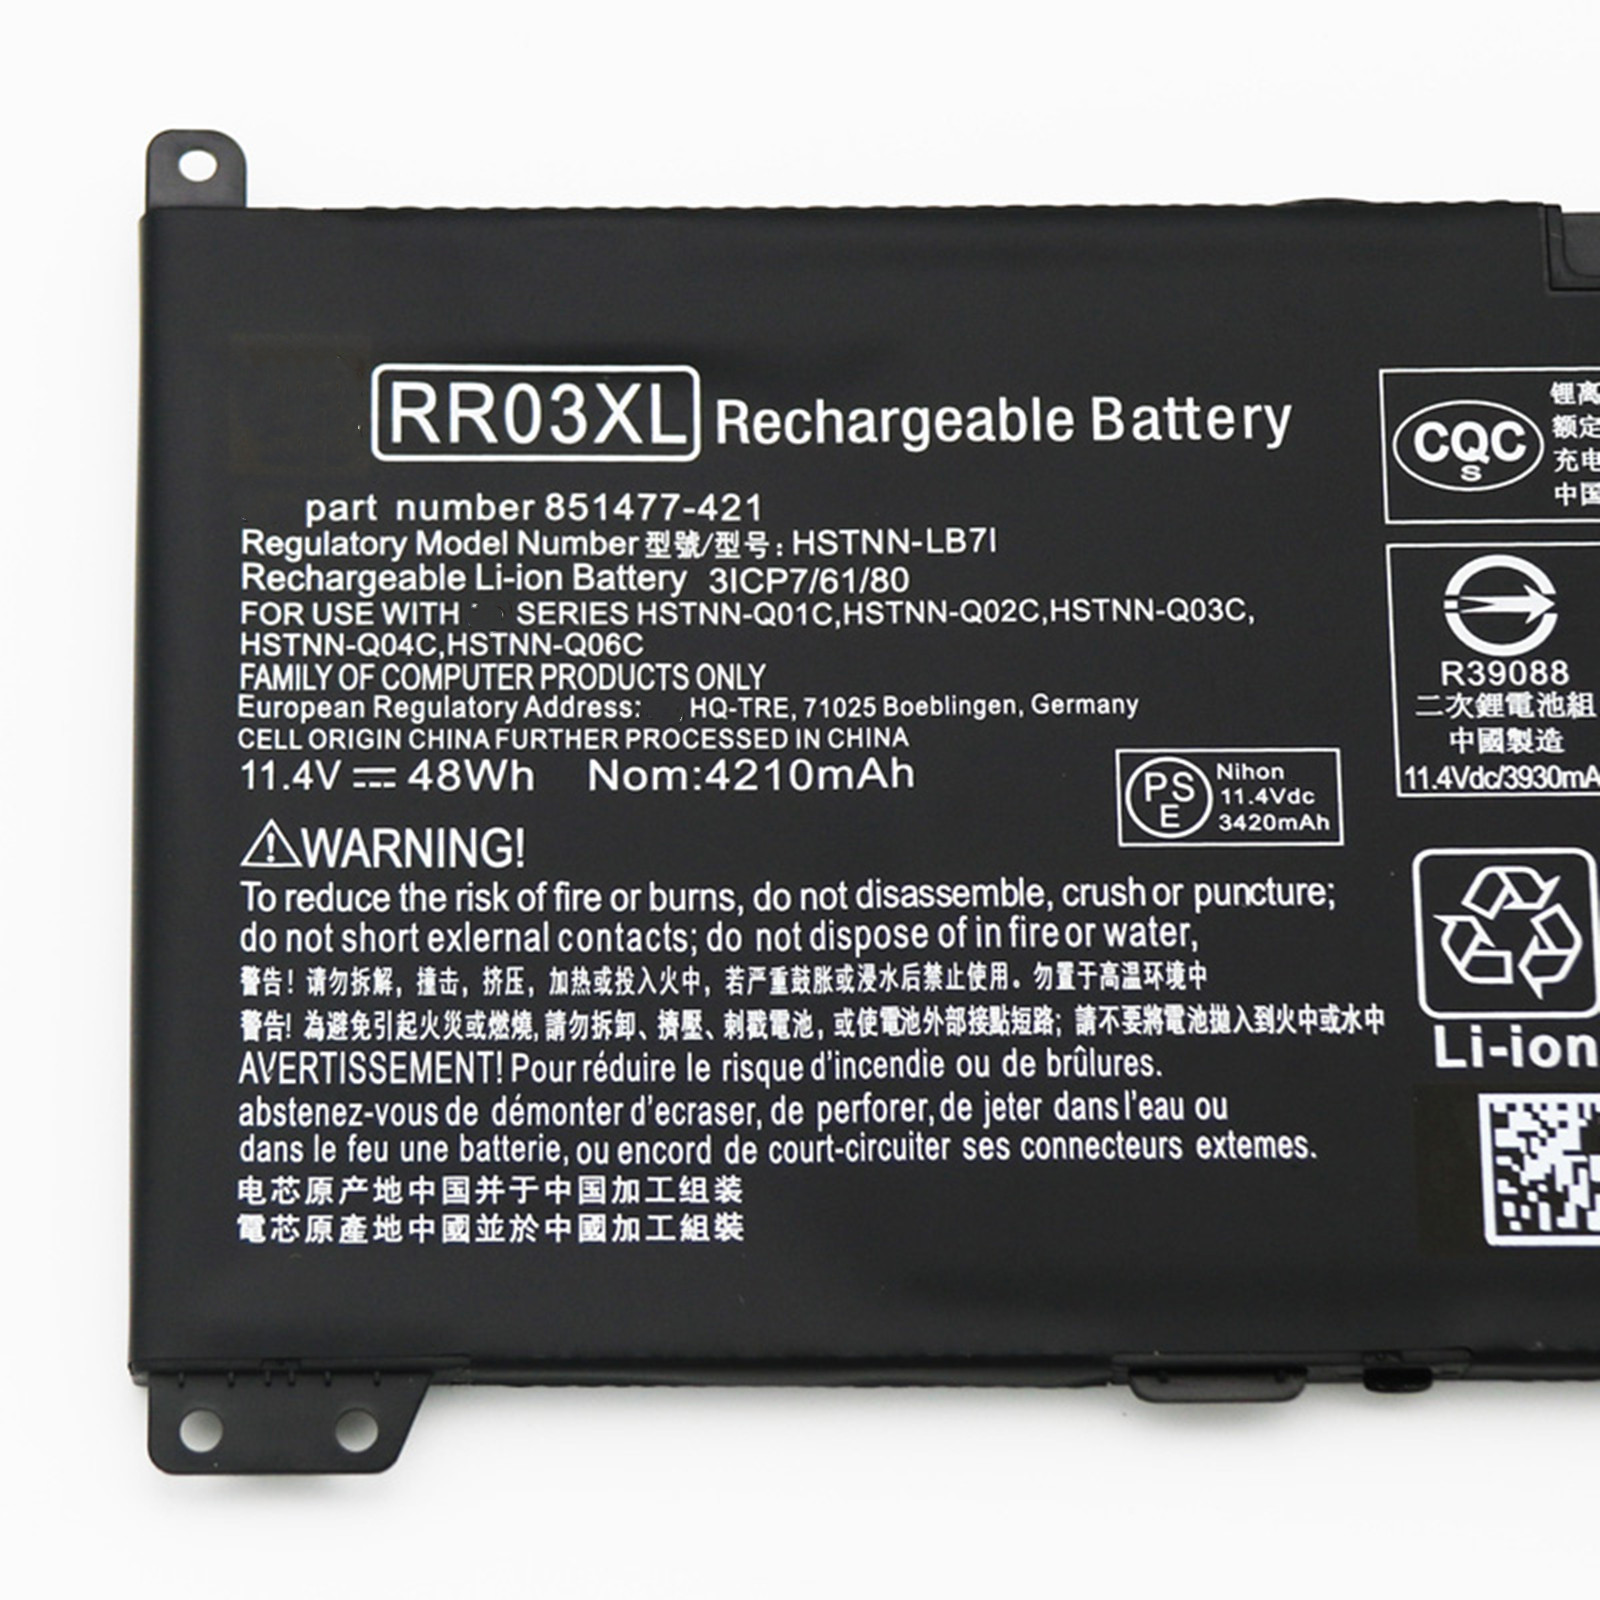 RR03XL Rechargeable Battery
part number 851477-421
Regulatory Model Number 型號/型号: HSTNN-LB7I
Rechargeable Li-ion Battery 3ICP7/61/80
FOR USE WITH SERIES HSTNN-Q01C,HSTNN-Q02C,HSTNN-Q03C,
HSTNN-Q04C,HSTNN-Q06C
FAMILY OF COMPUTER PRODUCTS ONLY
European Regulatory Address: , HQ-TRE, 71025 Boeblingen, Germany
CELL ORIGIN CHINA FURTHER PROCESSED IN CHINA
11.4V ⎓ 48Wh Nom:4210mAh
PS
E
Nihon
11.4Vdc
3420mAh
WARNING!
To reduce the risk of fire or burns, do not disassemble, crush or puncture;
do not short exlernal contacts; do not dispose of in fire or water,
警告! 请勿拆解, 撞击, 挤压, 加热或投入火中, 若严重鼓胀或浸水后禁止使用。勿置于高温环境中
警告! 為避免引起火災或燃燒, 請勿拆卸、擠壓、刺戳電池, 或使電池外部接點短路; 請不要將電池拋入到火中或水中
AVERTISSEMENT! Pour réduire le risque d'incendie ou de brûlures.
abstenez-vous de démonter d'ecraser, de perforer, de jeter dans l'eau ou
dans le feu une batterie, ou encord de court-circuiter ses connecteurs extemes.
电芯原产地中国并于中国加工组装
電芯原產地中國並於中國加工組裝
CQC
S
锂离
额定
充电
中国
R39088
二次鋰電池組
中國製造
11.4Vdc/3930mA
Li-ion